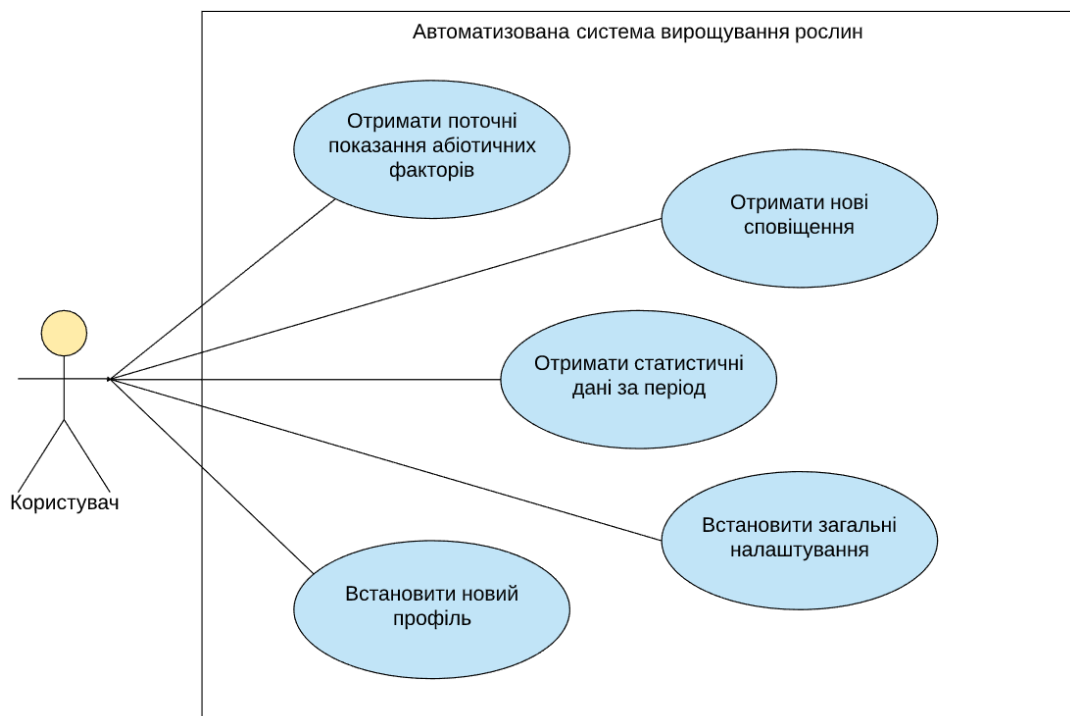 Автоматизована система вирощування рослин
Отримати поточні
показання абіотичних
факторів
Отримати нові
сповіщення
Отримати статистичні
дані за період
Користувач
Встановити загальні
налаштування
Встановити новий
профіль